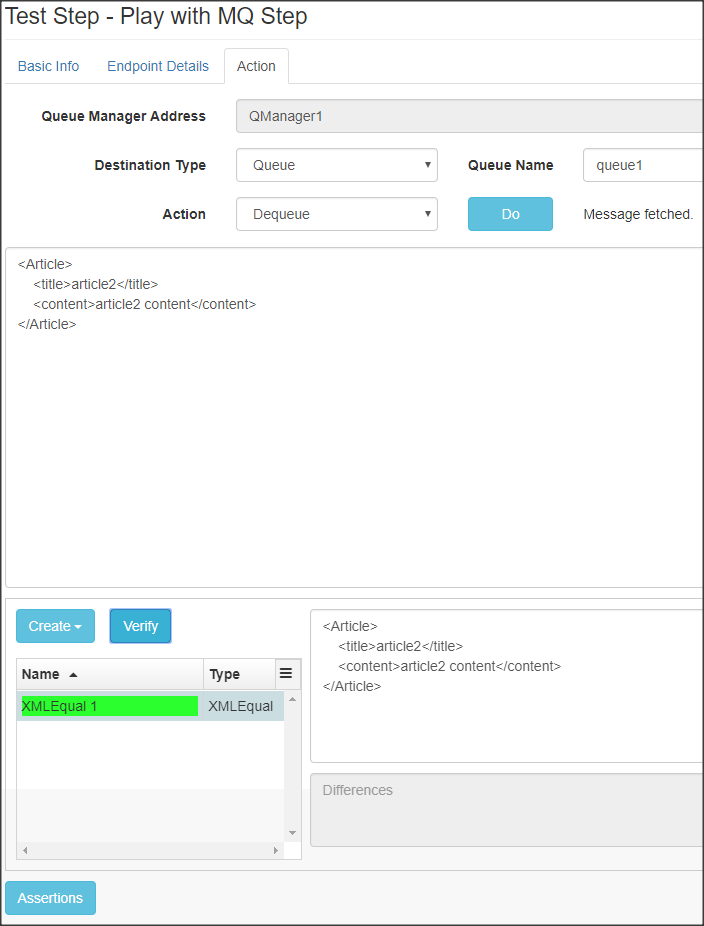 Test Step - Play with MQ Step
Basic Info Endpoint Details Action
Queue Manager Address QManager1
Destination Type Queue Queue Name queue1
Action Dequeue Do Message fetched.
<Article>
    <title>article2</title>
    <content>article2 content</content>
</Article>
Create Verify
<Article>
    <title>article2</title>
    <content>article2 content</content>
</Article>
Name Type
XMLEqual 1 XMLEqual
Differences
Assertions